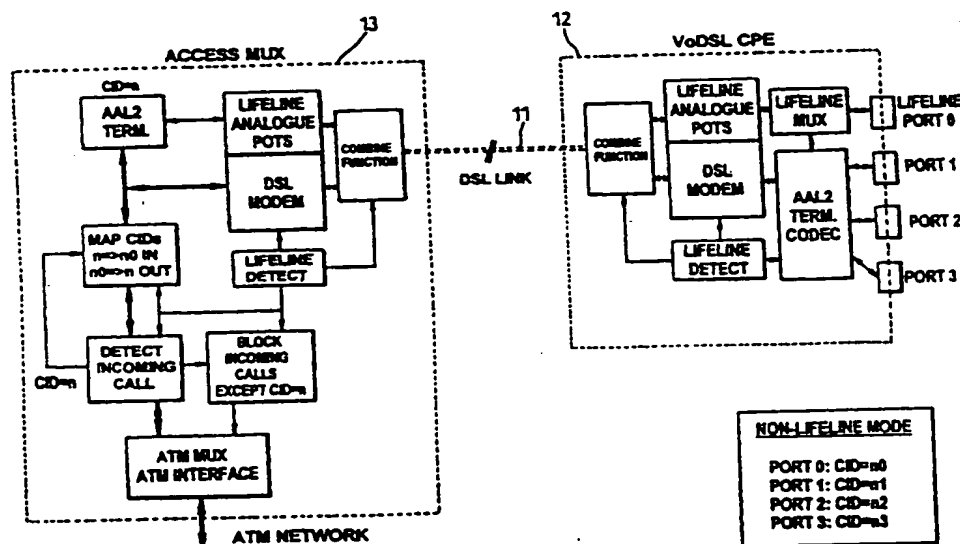 ACCESS MUX
13
CID=n
AAL2
TERM.
LIFELINE
ANALOGUE
POTS
COMBINE
FUNCTION
DSL
MODEM
MAP CIDs
n=>n0 IN
n0=>n OUT
LIFELINE
DETECT
DETECT
INCOMING
CALL
CID=n
BLOCK
INCOMING
CALLS
EXCEPT CID=n
ATM MUX
ATM INTERFACE
ATM NETWORK
11
DSL LINK
12
VoDSL CPE
COMBINE
FUNCTION
LIFELINE
ANALOGUE
POTS
DSL
MODEM
LIFELINE
DETECT
LIFELINE
MUX
AAL2
TERM.
CODEC
LIFELINE
PORT 0
PORT 1
PORT 2
PORT 3
NON-LIFELINE MODE
PORT 0: CID=n0
PORT 1: CID=n1
PORT 2: CID=n2
PORT 3: CID=n3